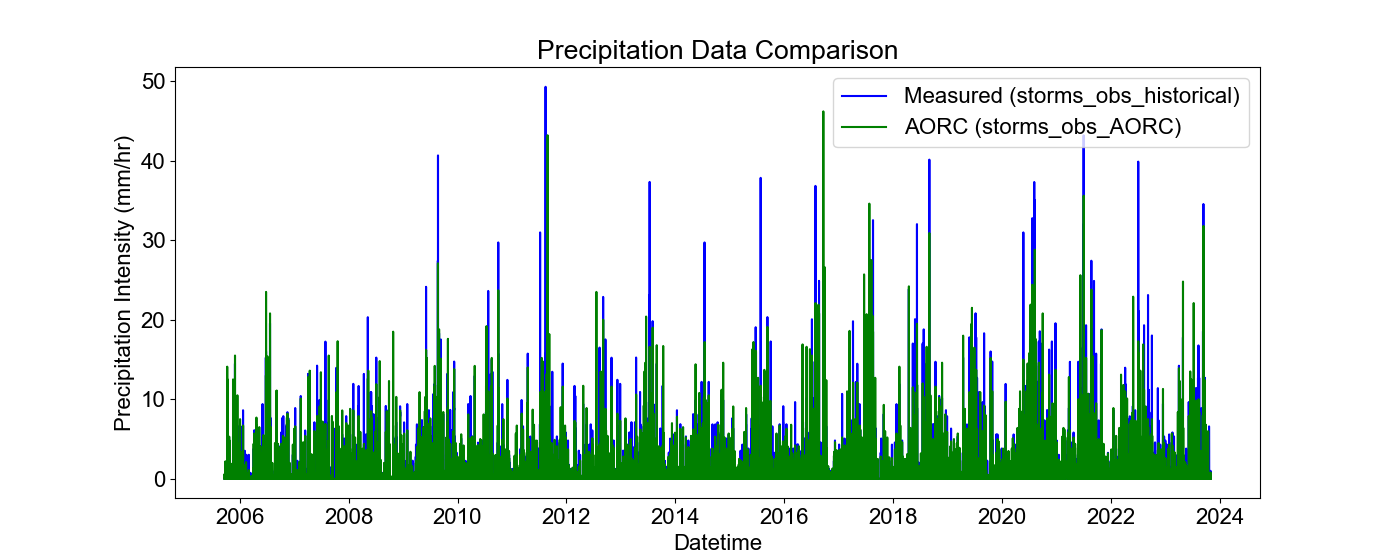 Precipitation Data Comparison
Measured (storms_obs_historical)
AORC (storms_obs_AORC)
Precipitation Intensity (mm/hr)
50
40
30
20
10
0
2006 2008 2010 2012 2014 2016 2018 2020 2022 2024
Datetime